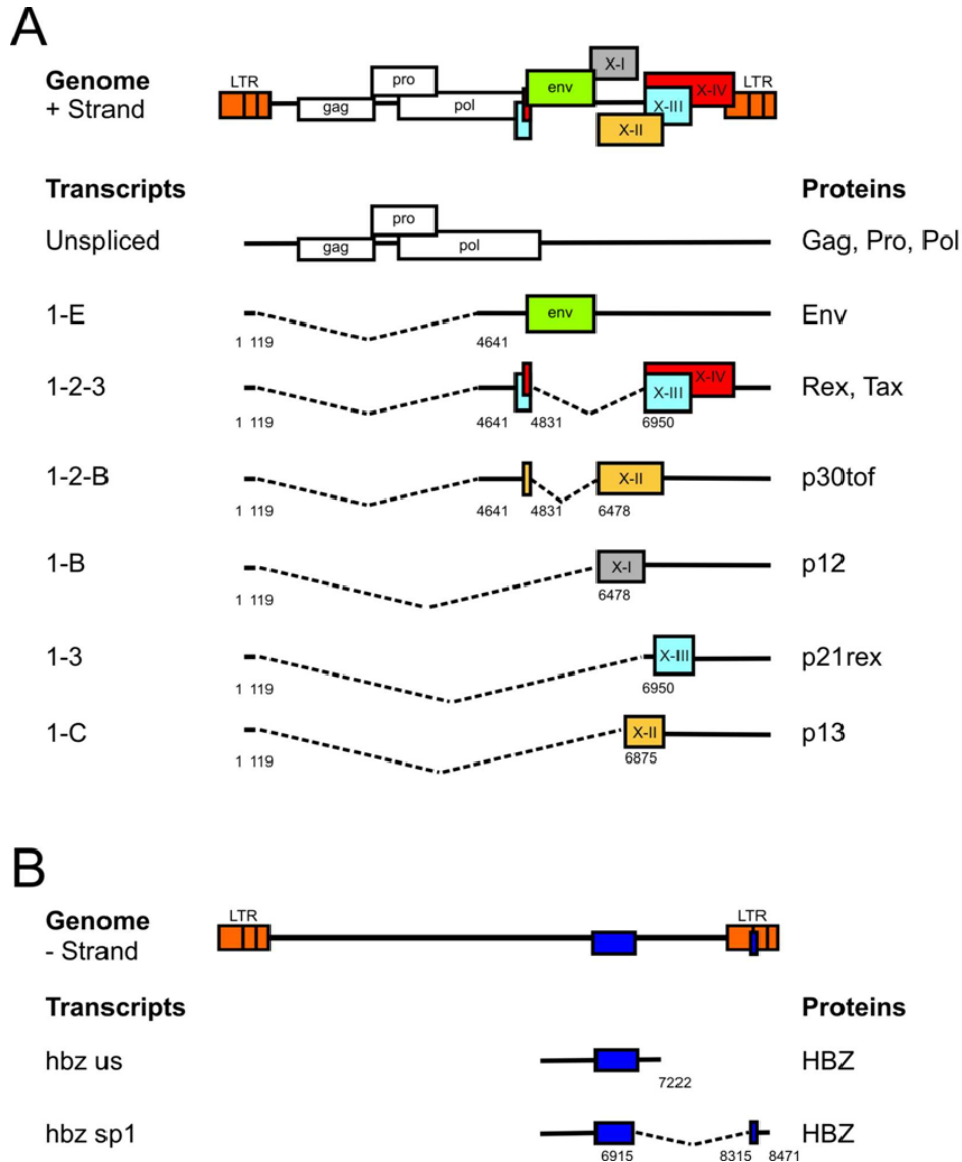 A
Genome
+ Strand
LTR
gag
pro
pol
env
X-I
X-II
X-III
X-IV
LTR
Transcripts
Proteins
Unspliced
gag
pro
pol
Gag, Pro, Pol
1-E
1 119
4641
env
Env
1-2-3
1 119
4641
4831
X-III
X-IV
6950
Rex, Tax
1-2-B
1 119
4641
4831
X-II
6478
p30tof
1-B
1 119
X-I
6478
p12
1-3
1 119
X-III
6950
p21rex
1-C
1 119
X-II
6875
p13
B
Genome
- Strand
LTR
LTR
Transcripts
Proteins
hbz us
7222
HBZ
hbz sp1
6915
8315
8471
HBZ